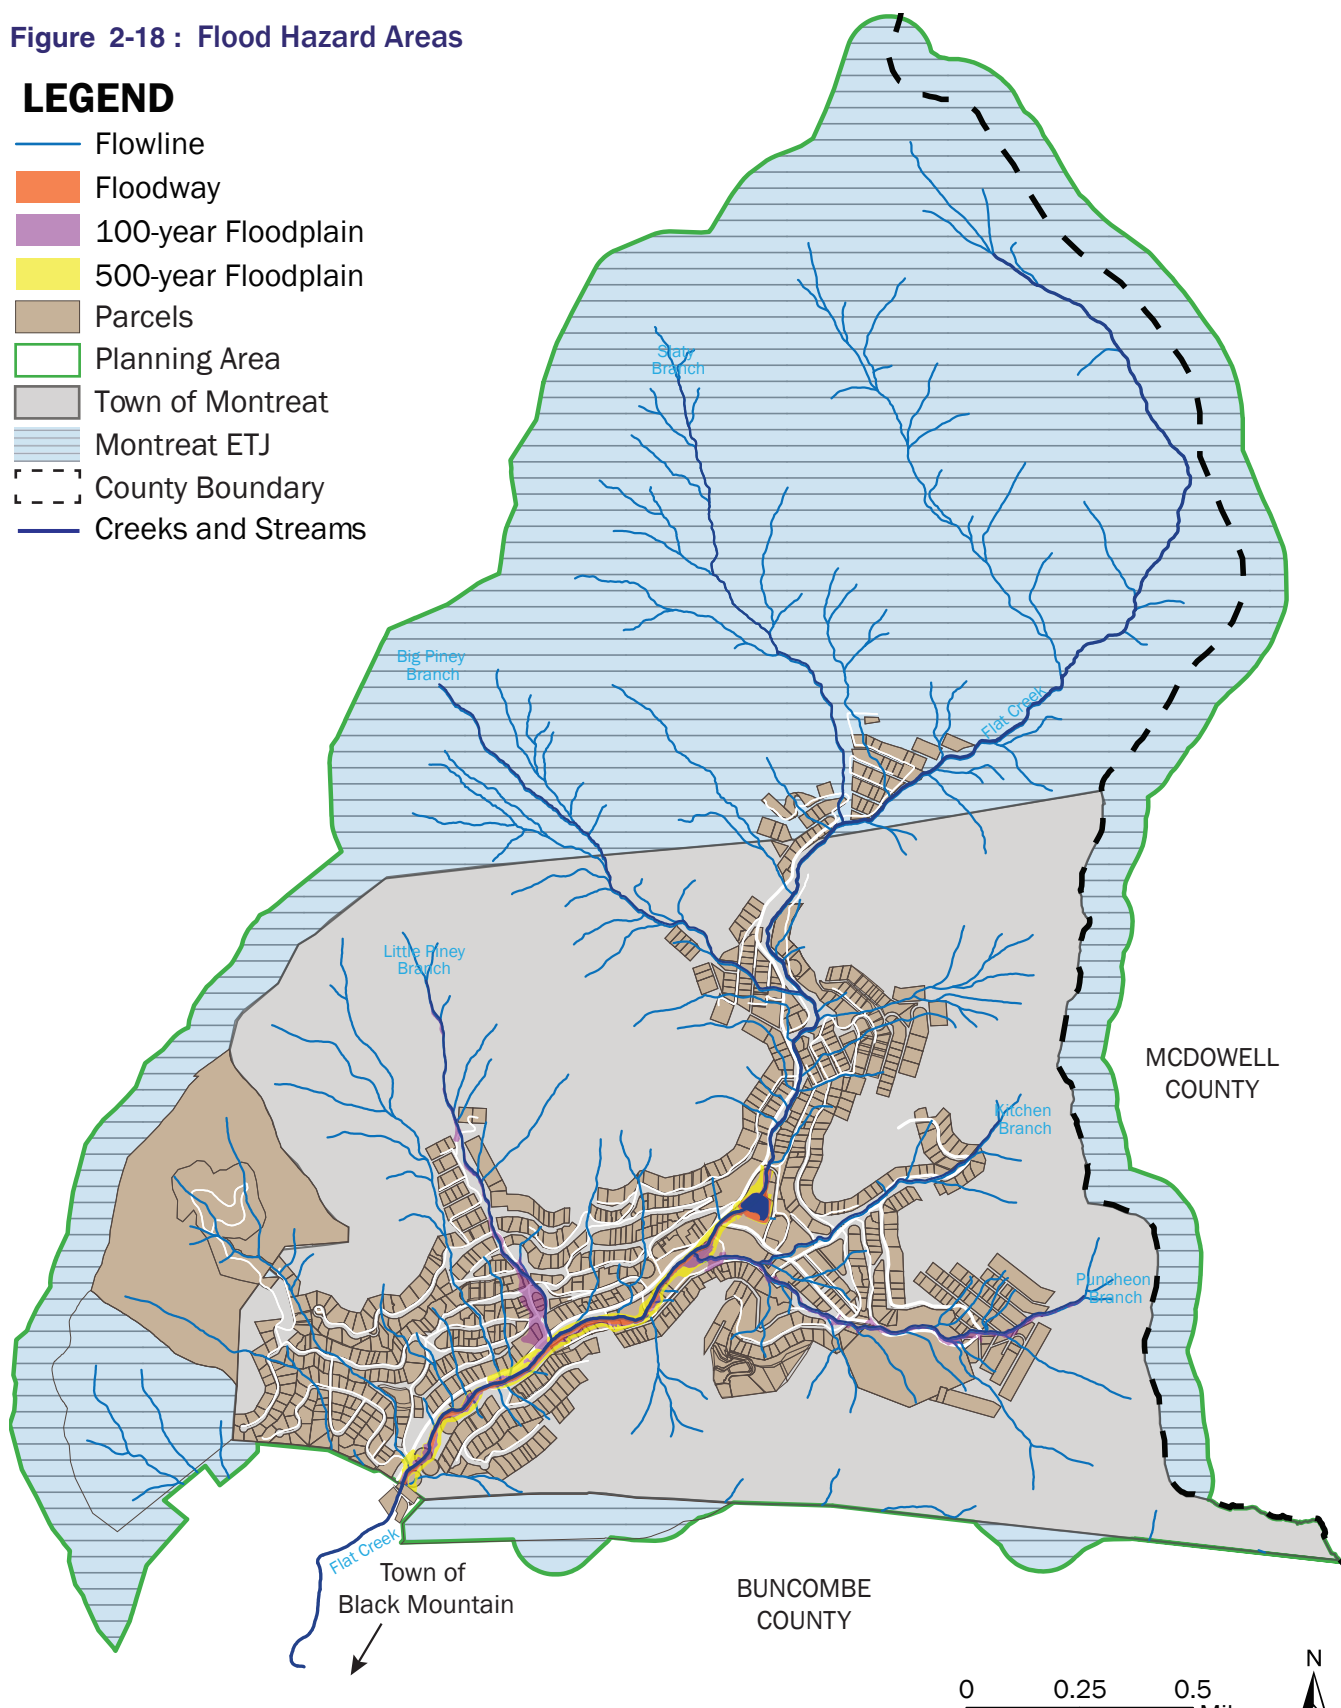 Figure 2-18 : Flood Hazard Areas
LEGEND
Flowline
Floodway
100-year Floodplain
500-year Floodplain
Parcels
Planning Area
Town of Montreat
Montreat ETJ
County Boundary
Creeks and Streams
Slaty
Branch
Big Piney
Branch
Flat Creek
Little Piney
Branch
MCDOWELL
COUNTY
Kitchen
Branch
Puncheon
Branch
Flat Creek
Town of
Black Mountain
BUNCOMBE
COUNTY
N
0 0.25 0.5